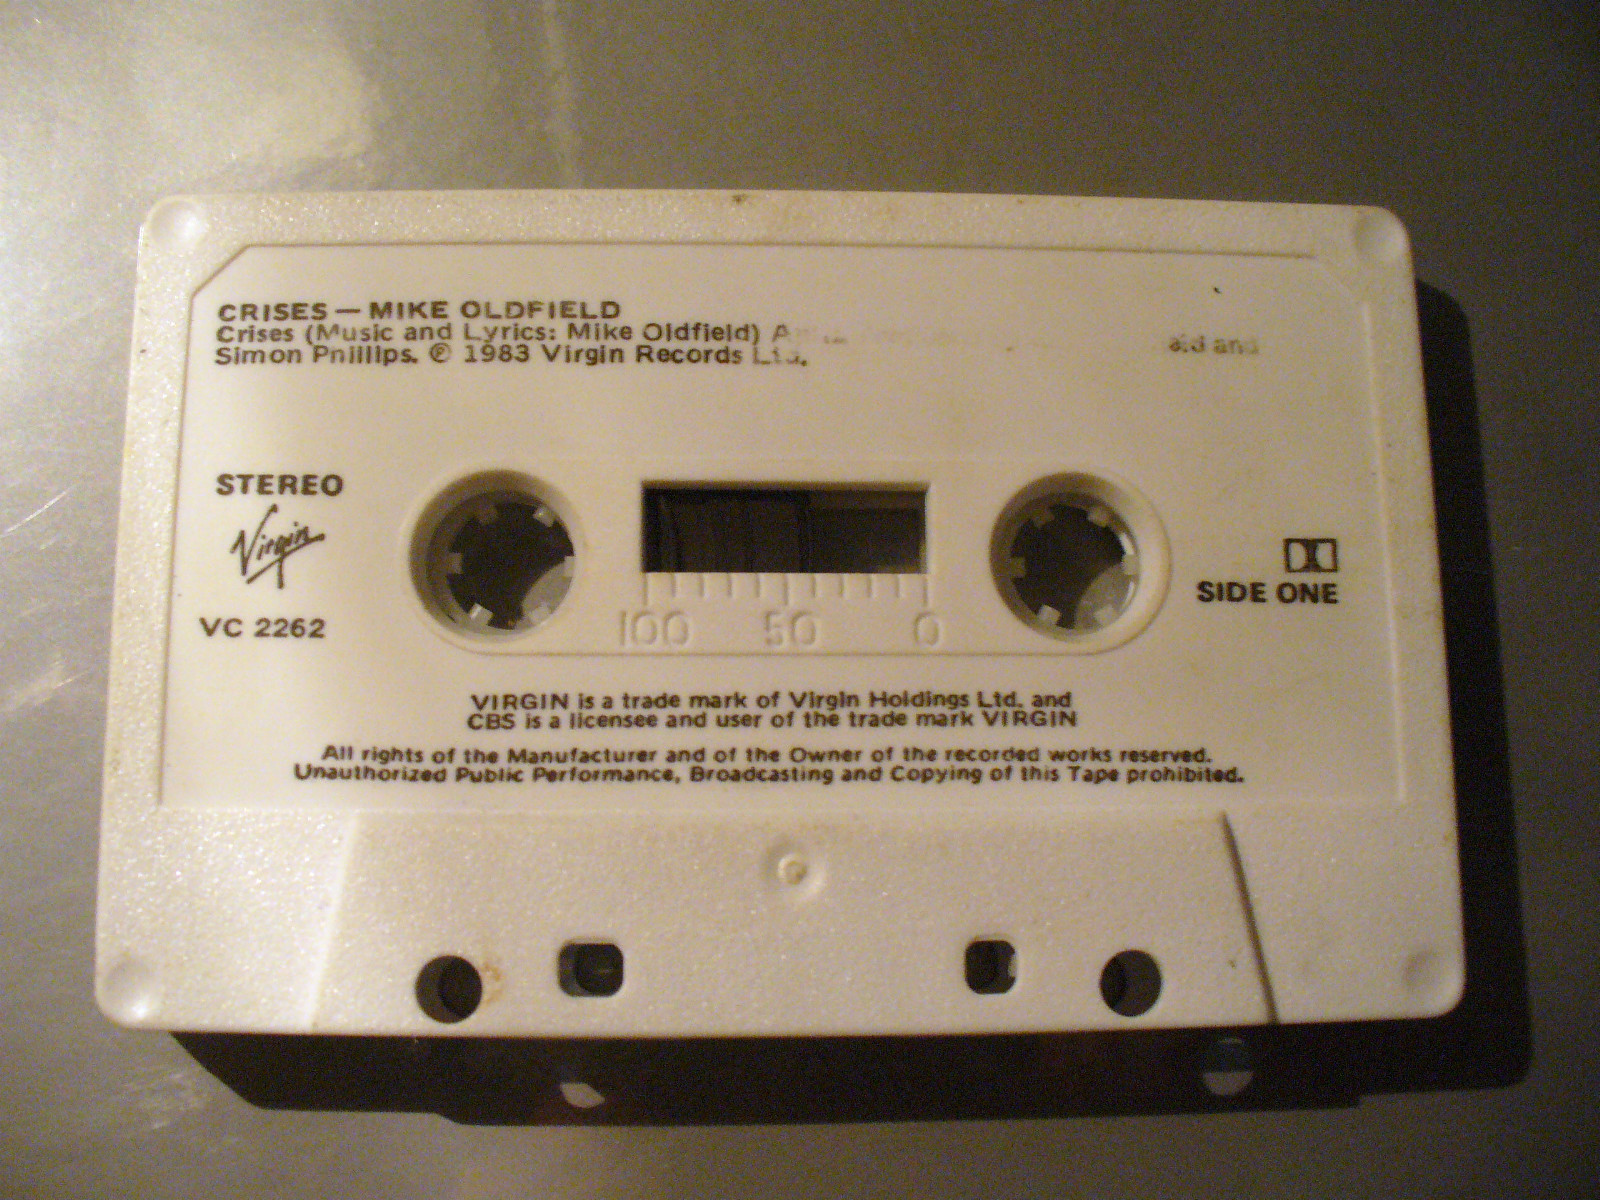 CRISES — MIKE OLDFIELD
Crises (Music and Lyrics: Mike Oldfield) and
Simon Pnillips. ℗ 1983 Virgin Records Ltd.
STEREO
Virgin
VC 2262
SIDE ONE
100 50 0
VIRGIN is a trade mark of Virgin Holdings Ltd. and
CBS is a licensee and user of the trade mark VIRGIN
All rights of the Manufacturer and of the Owner of the recorded works reserved.
Unauthorized Public Performance, Broadcasting and Copying of this Tape prohibited.